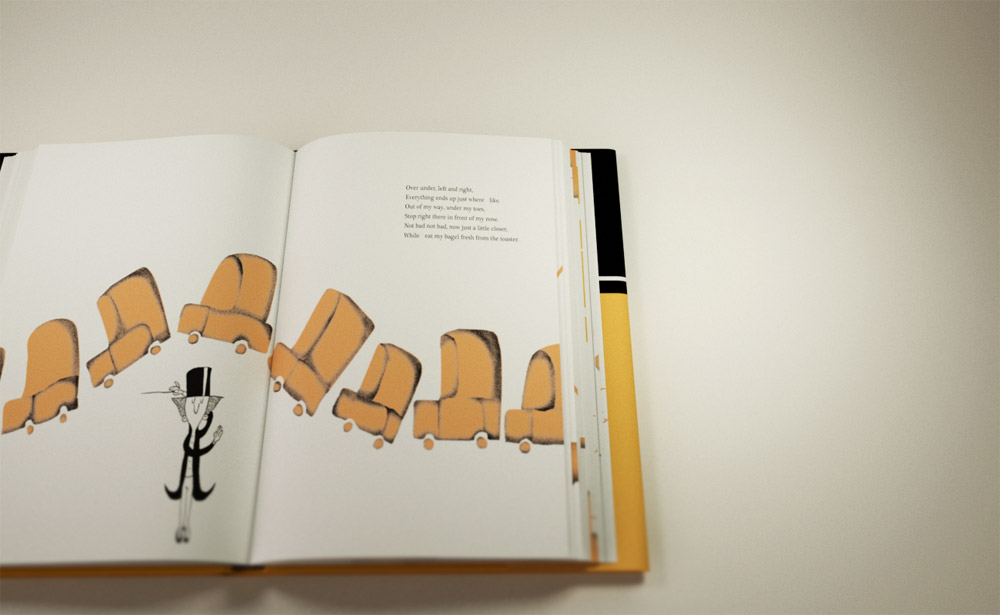 Over under, left and right,
Everything ends up just where like.
Out of my way, under my toes,
Stop right there in front of my nose.
Not bad not bad, now just a little closer,
While eat my bagel fresh from the toaster.